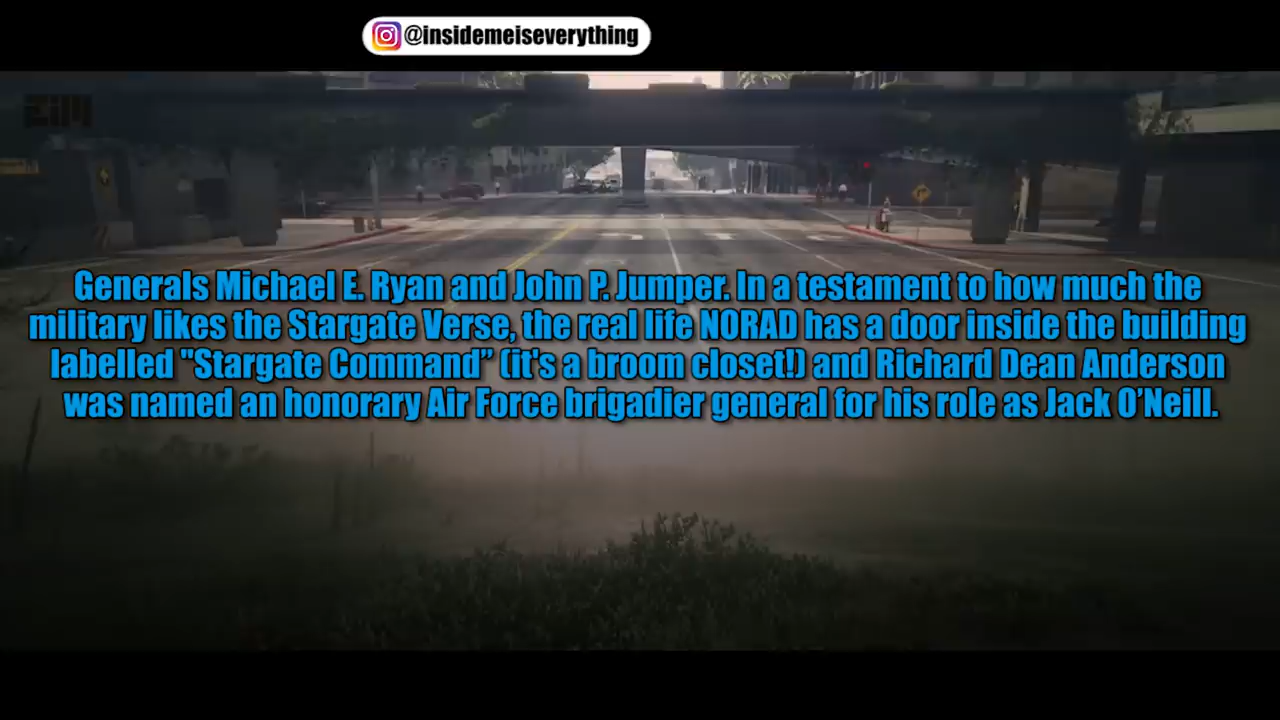 @insidemeiseverything
Generals Michael E. Ryan and John P. Jumper. In a testament to how much the
military likes the Stargate Verse, the real life NORAD has a door inside the building
labelled "Stargate Command” (it's a broom closet!) and Richard Dean Anderson
was named an honorary Air Force brigadier general for his role as Jack O’Neill.